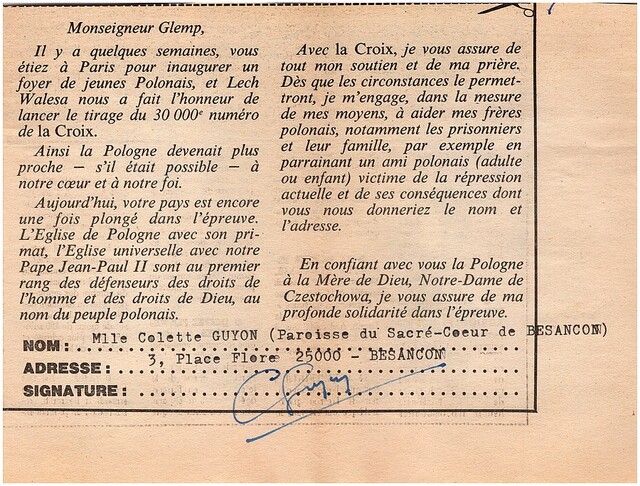 Monseigneur Glemp,
Il y a quelques semaines, vous
étiez à Paris pour inaugurer un
foyer de jeunes Polonais, et Lech
Walesa nous a fait l'honneur de
lancer le tirage du 30 000e numéro
de la Croix.
Ainsi la Pologne devenait plus
proche — s'il était possible — à
notre cœur et à notre foi.
Aujourd'hui, votre pays est encore
une fois plongé dans l'épreuve.
L'Eglise de Pologne avec son pri-
mat, l'Eglise universelle avec notre
Pape Jean-Paul II sont au premier
rang des défenseurs des droits de
l'homme et des droits de Dieu, au
nom du peuple polonais.
Avec la Croix, je vous assure de
tout mon soutien et de ma prière.
Dès que les circonstances le permet-
tront, je m'engage, dans la mesure
de mes moyens, à aider mes frères
polonais, notamment les prisonniers
et leur famille, par exemple en
parrainant un ami polonais (adulte
ou enfant) victime de la répression
actuelle et de ses conséquences dont
vous nous donneriez le nom et
l'adresse.
En confiant avec vous la Pologne
à la Mère de Dieu, Notre-Dame de
Czestochowa, je vous assure de ma
profonde solidarité dans l'épreuve.
NOM: Mlle Colette GUYON (Paroisse du Sacré-Coeur de BESANCON)
ADRESSE: 3, Place Flore 25000 - BESANCON
SIGNATURE: C Guyon